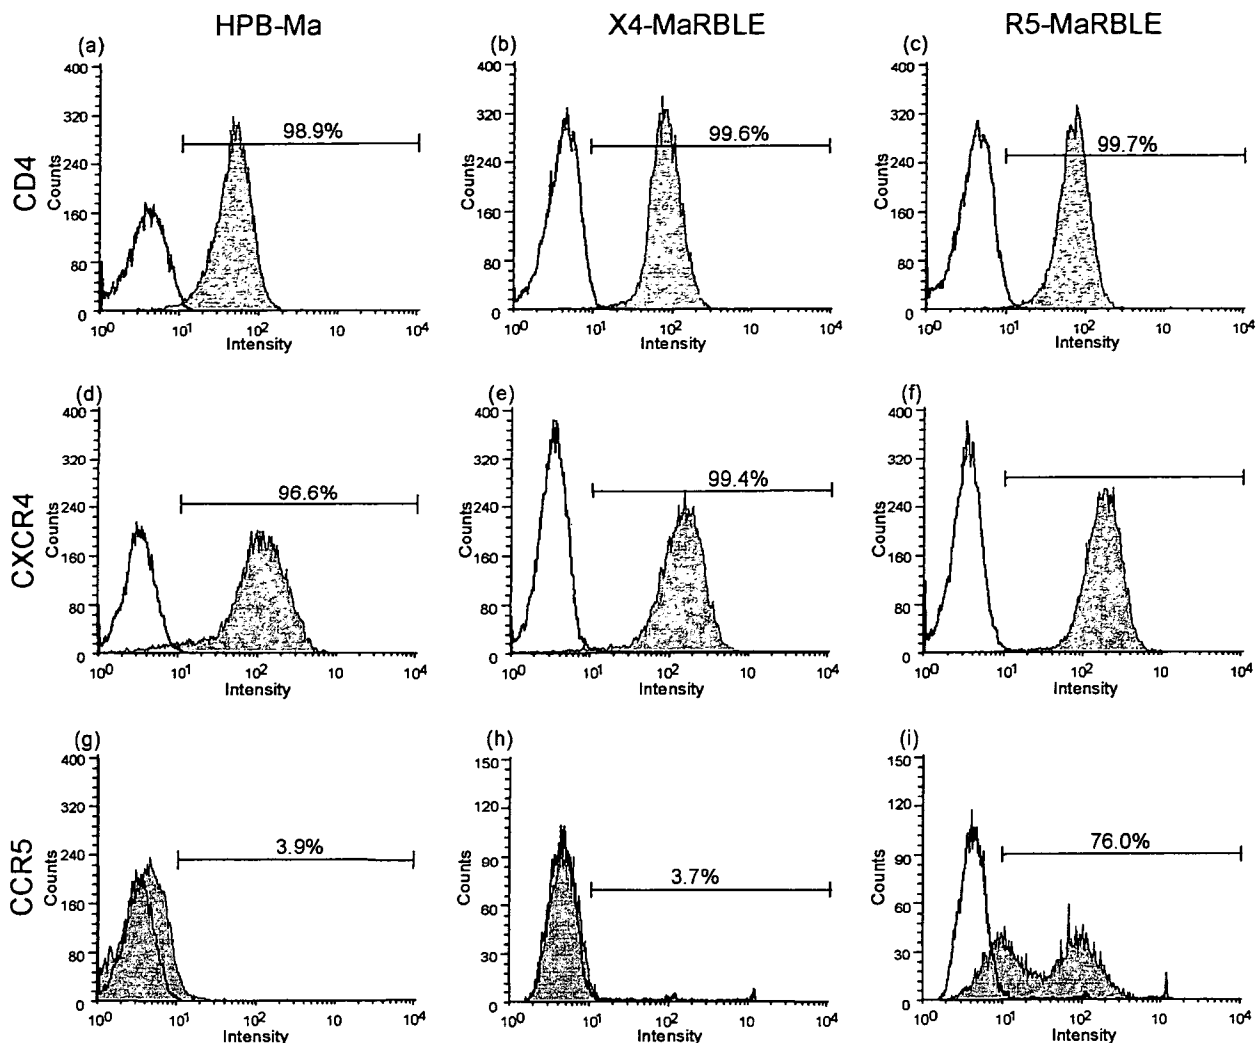 HPB-Ma X4-MaRBLE R5-MaRBLE
CD4
(a)
400
320
240
160
80
0
Counts
98.9%
10⁰ 10¹ 10² 10 10⁴
Intensity
(b)
400
320
240
160
80
0
Counts
99.6%
10⁰ 10¹ 10² 10 10⁴
Intensity
(c)
400
320
240
160
80
0
Counts
99.7%
10⁰ 10¹ 10² 10 10⁴
Intensity
CXCR4
(d)
400
320
240
160
80
0
Counts
96.6%
10⁰ 10¹ 10² 10 10⁴
Intensity
(e)
400
320
240
160
80
0
Counts
99.4%
10⁰ 10¹ 10² 10 10⁴
Intensity
(f)
400
320
240
160
80
0
Counts
10⁰ 10¹ 10² 10 10⁴
Intensity
CCR5
(g)
400
320
240
160
80
0
Counts
3.9%
10⁰ 10¹ 10² 10 10⁴
Intensity
(h)
150
120
90
60
30
0
Counts
3.7%
10⁰ 10¹ 10² 10 10⁴
Intensity
(i)
150
120
90
60
30
0
Counts
76.0%
10⁰ 10¹ 10² 10 10⁴
Intensity